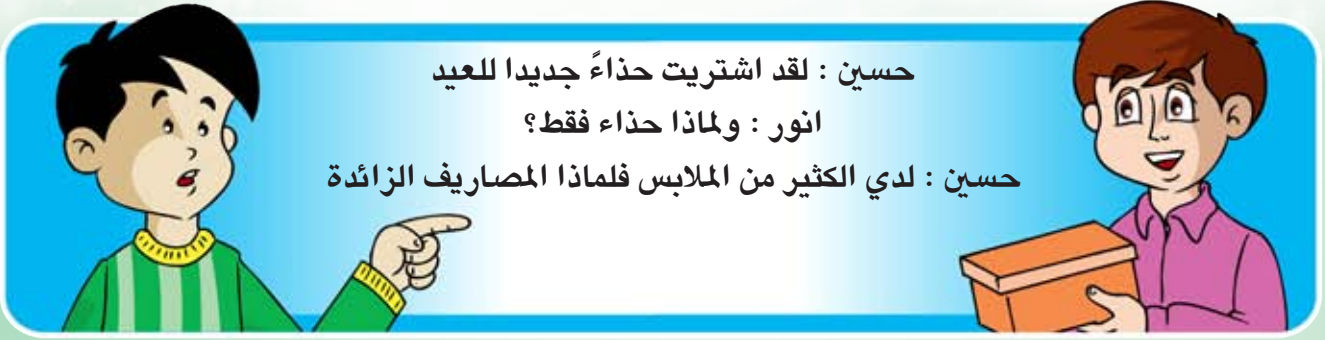 حسين : لقد اشتريت حذاءً جديدا للعيد
انور : ولماذا حذاء فقط؟
حسين : لدي الكثير من الملابس فلماذا المصاريف الزائدة